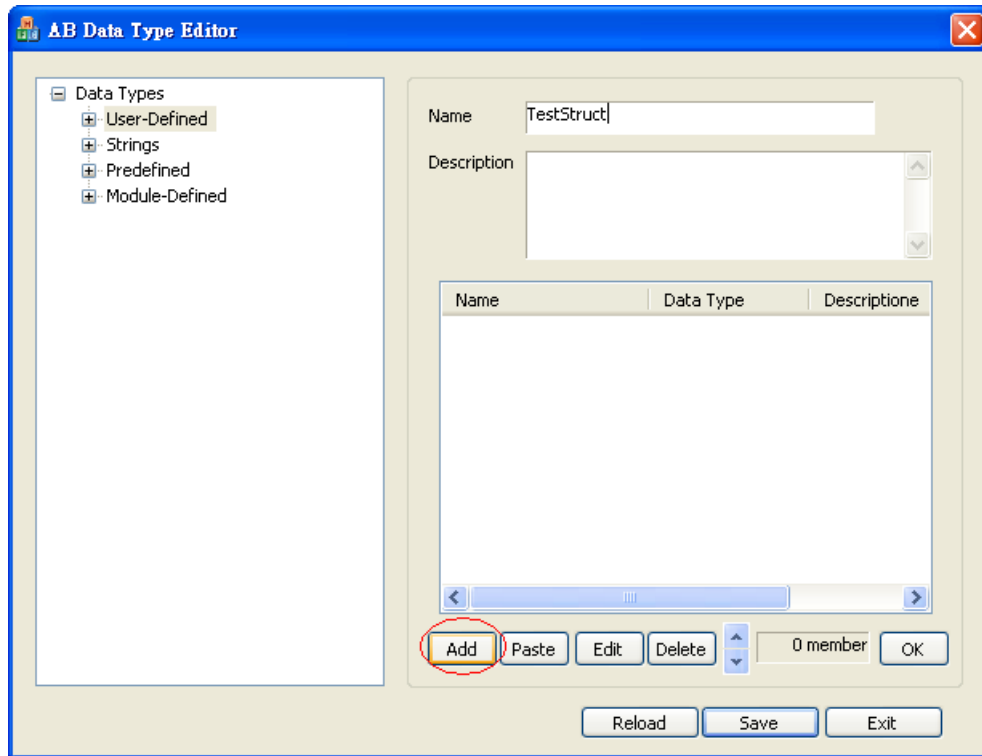 AB Data Type Editor
Data Types
User-Defined
Strings
Predefined
Module-Defined
Name TestStruct
Description
Name Data Type Descriptione
Add Paste Edit Delete 0 member OK
Reload Save Exit